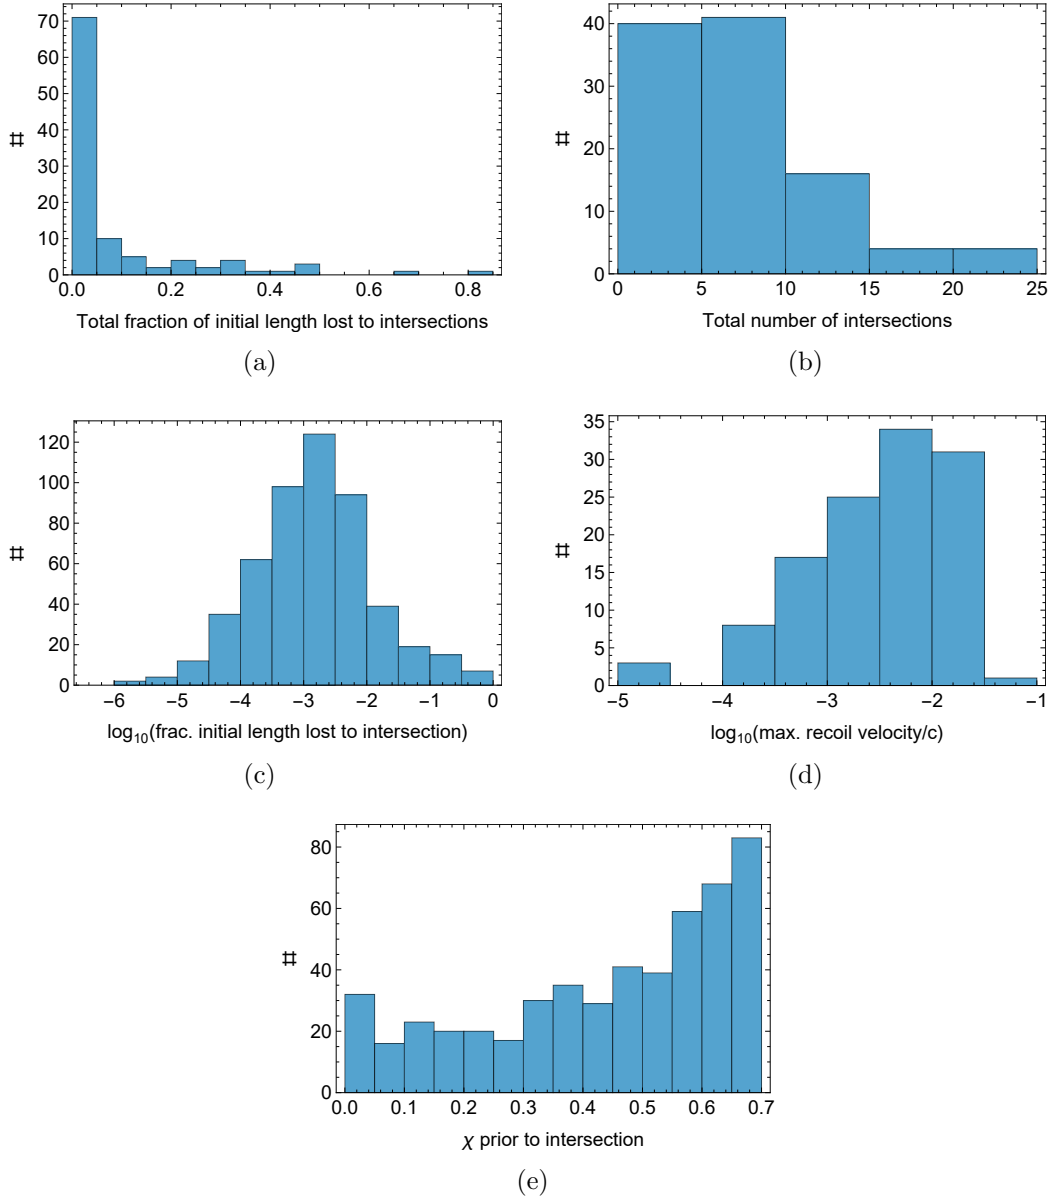 70
60
50
40
30
20
10
0
#
0.0 0.2 0.4 0.6 0.8
Total fraction of initial length lost to intersections
(a)
40
30
20
10
0
#
0 5 10 15 20 25
Total number of intersections
(b)
120
100
80
60
40
20
0
#
−6 −5 −4 −3 −2 −1 0
log₁₀(frac. initial length lost to intersection)
(c)
35
30
25
20
15
10
5
0
#
−5 −4 −3 −2 −1
log₁₀(max. recoil velocity/c)
(d)
80
60
40
20
0
#
0.0 0.1 0.2 0.3 0.4 0.5 0.6 0.7
χ prior to intersection
(e)